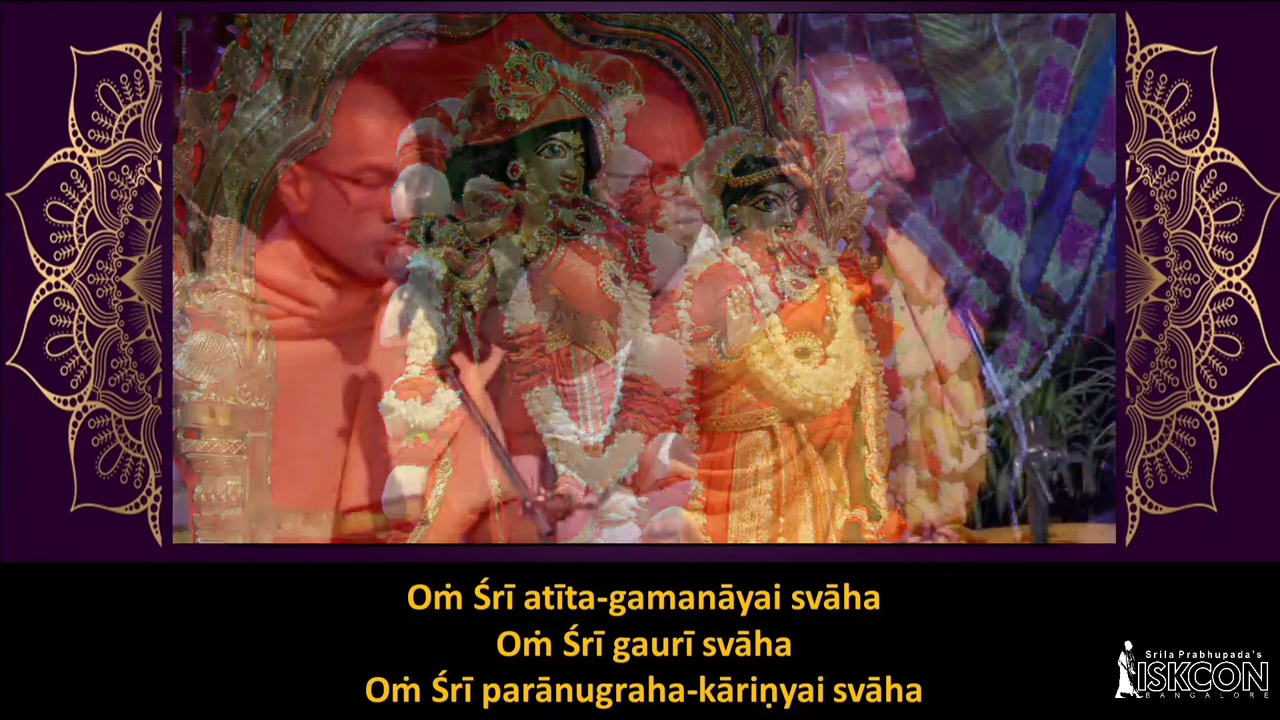 Oṁ Śrī atīta-gamanāyai svāha
Oṁ Śrī gaurī svāha
Oṁ Śrī parānugraha-kāriṇyai svāha
Srila Prabhupada's
ISKCON
BANGALORE